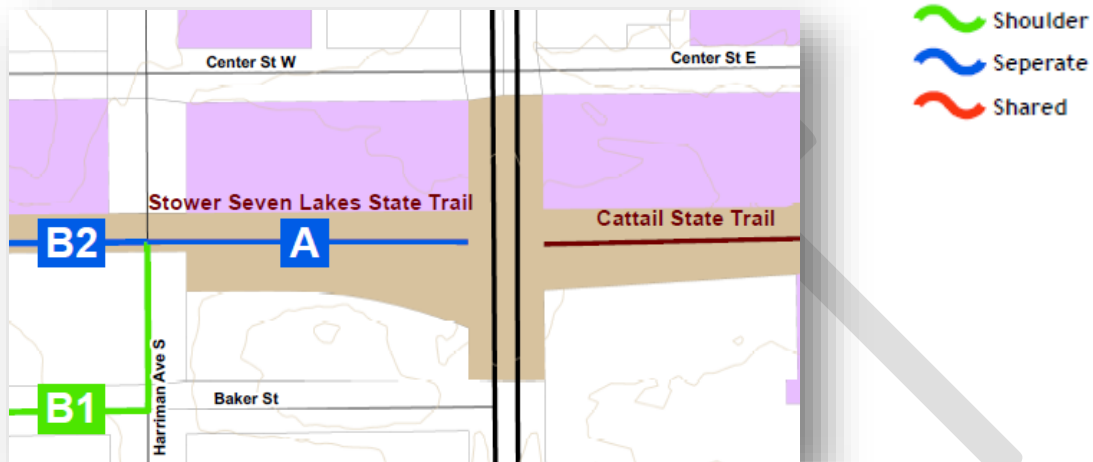 Shoulder
Seperate
Shared
Center St W
Center St E
Stower Seven Lakes State Trail
Cattail State Trail
B2
A
Harriman Ave S
Baker St
B1